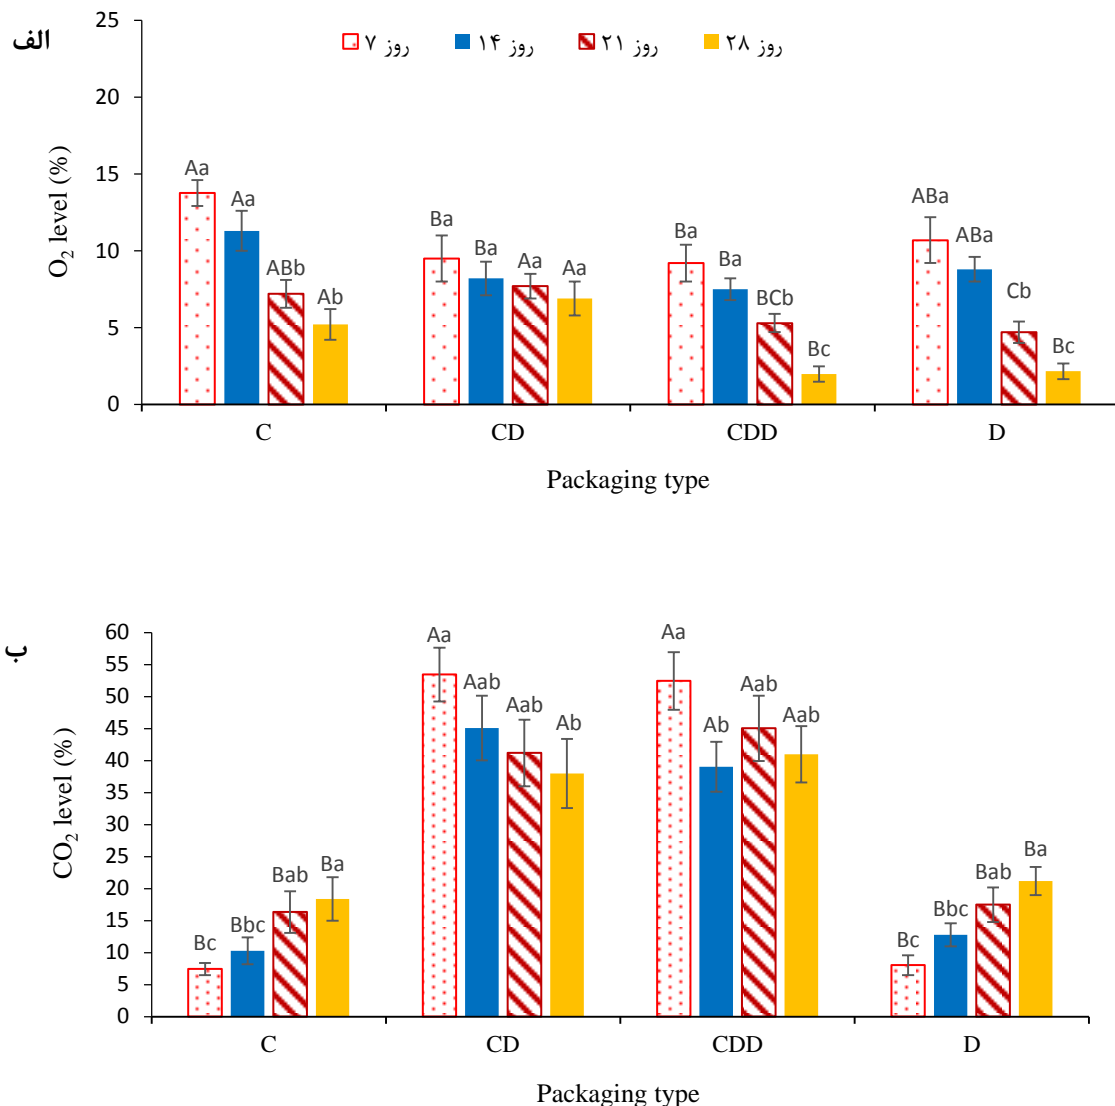 الف
روز ۷ روز ۱۴ روز ۲۱ روز ۲۸
25
20
15
10
5
0
O₂ level (%)
Aa Aa ABb Ab
Ba Ba Aa Aa
Ba Ba BCb Bc
ABa ABa Cb Bc
C CD CDD D
Packaging type
ب
60
55
50
45
40
35
30
25
20
15
10
5
0
CO₂ level (%)
Bc Bbc Bab Ba
Aa Aab Aab Ab
Aa Ab Aab Aab
Bc Bbc Bab Ba
C CD CDD D
Packaging type